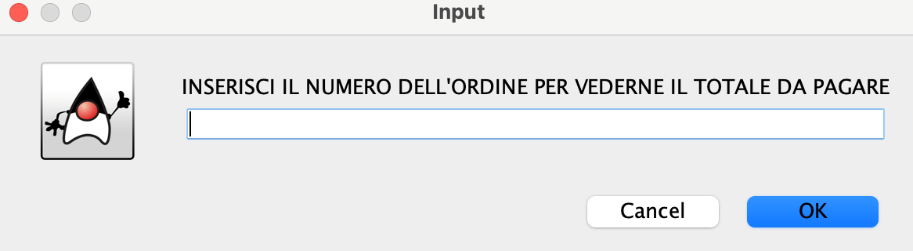 Input
INSERISCI IL NUMERO DELL'ORDINE PER VEDERNE IL TOTALE DA PAGARE
Cancel
OK